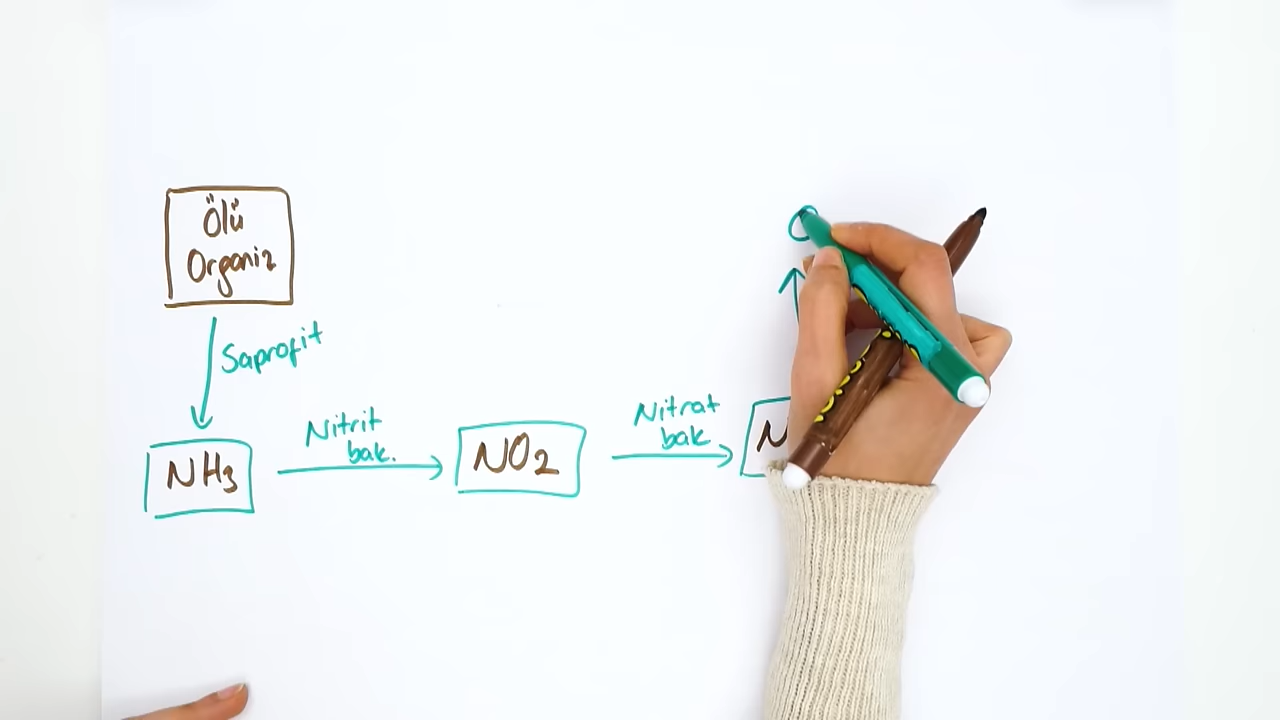 Ölü
Organiz
Saprofit
Nitrit
bak.
Nitrat
bak
NH3
NO2
N